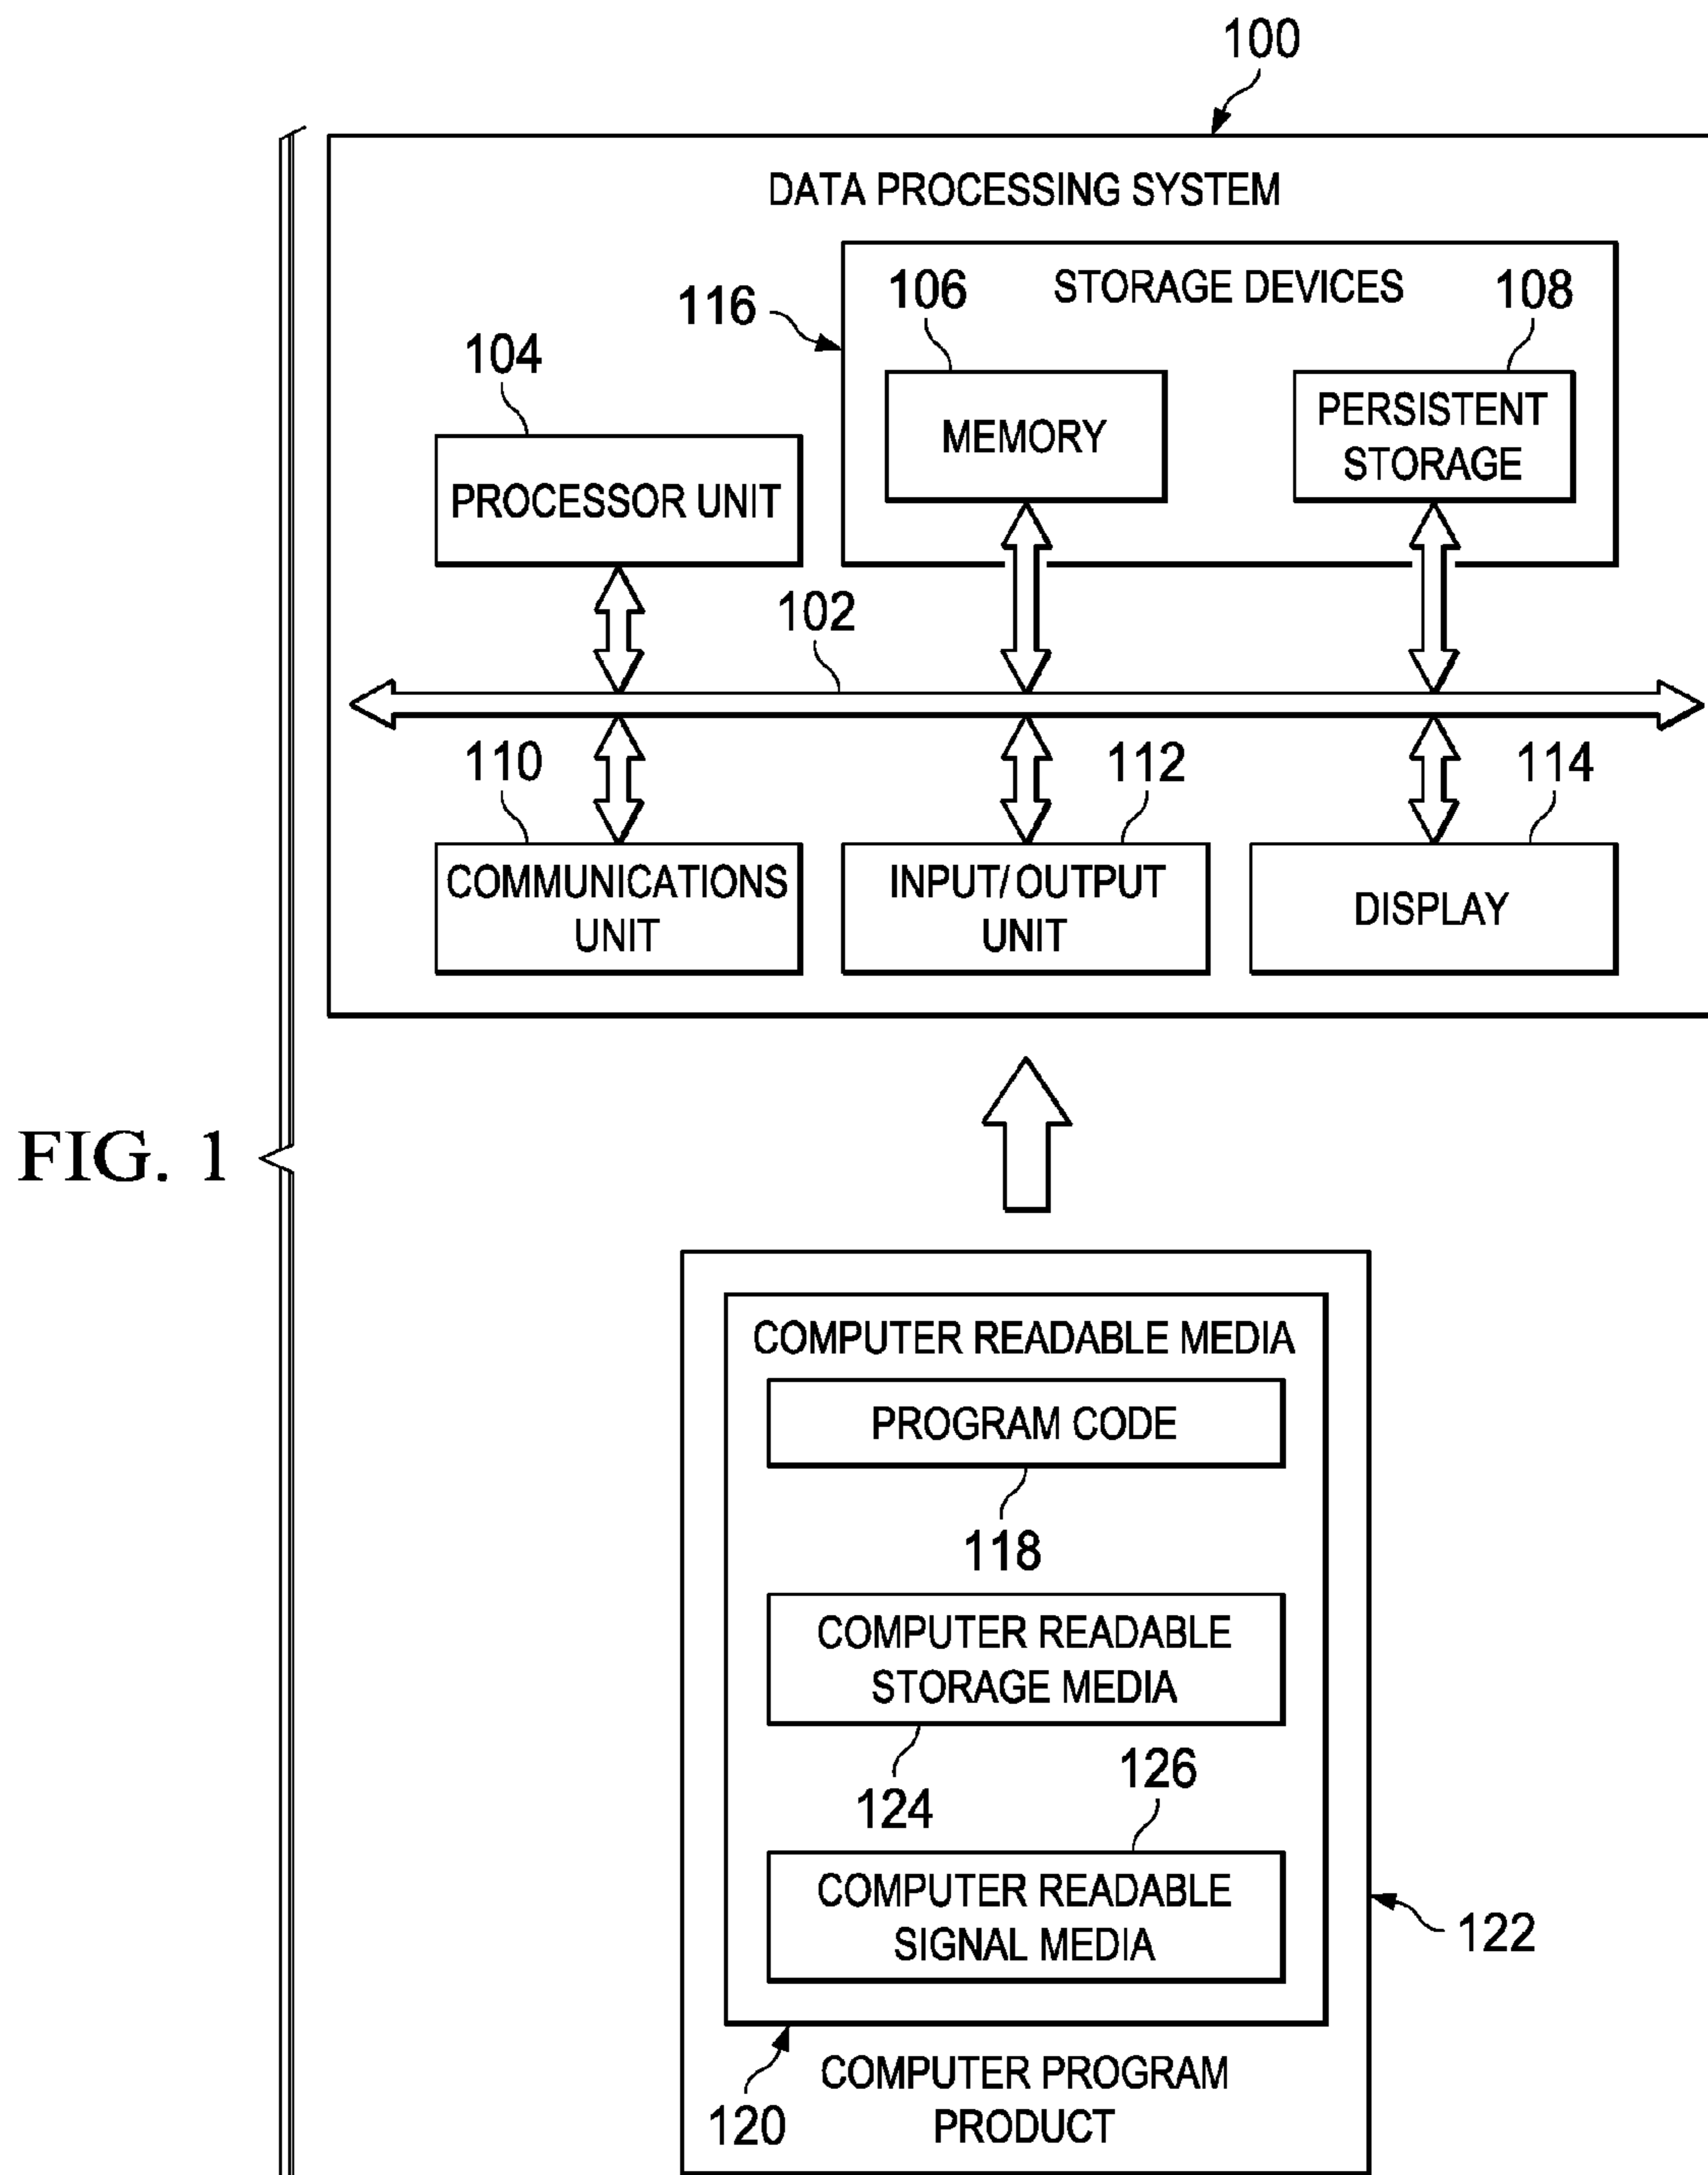 100
DATA PROCESSING SYSTEM
116
106
STORAGE DEVICES
108
104
MEMORY
PERSISTENT
STORAGE
PROCESSOR UNIT
102
110
112
114
COMMUNICATIONS
UNIT
INPUT/OUTPUT
UNIT
DISPLAY
FIG. 1
COMPUTER READABLE MEDIA
PROGRAM CODE
118
COMPUTER READABLE
STORAGE MEDIA
124
126
COMPUTER READABLE
SIGNAL MEDIA
122
120
COMPUTER PROGRAM
PRODUCT